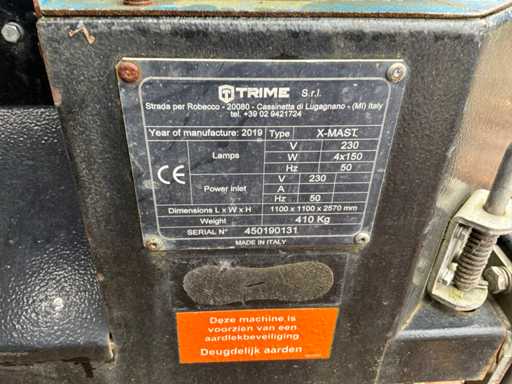 TRIME S.r.l.
Strada per Robecco - 20080 - Cassinetta di Lugagnano - (MI) Italy
tel. +39 02 9421724
Year of manufacture: 2019 Type X-MAST
Lamps V 230
W 4x150
Hz 50
CE
Power inlet V 230
A
Hz 50
Dimensions L x W x H 1100 x 1100 x 2570 mm
Weight 410 Kg
SERIAL N° 450190131
MADE IN ITALY
Deze machine is
voorzien van een
aardlekbeveiliging
Deugdelijk aarden